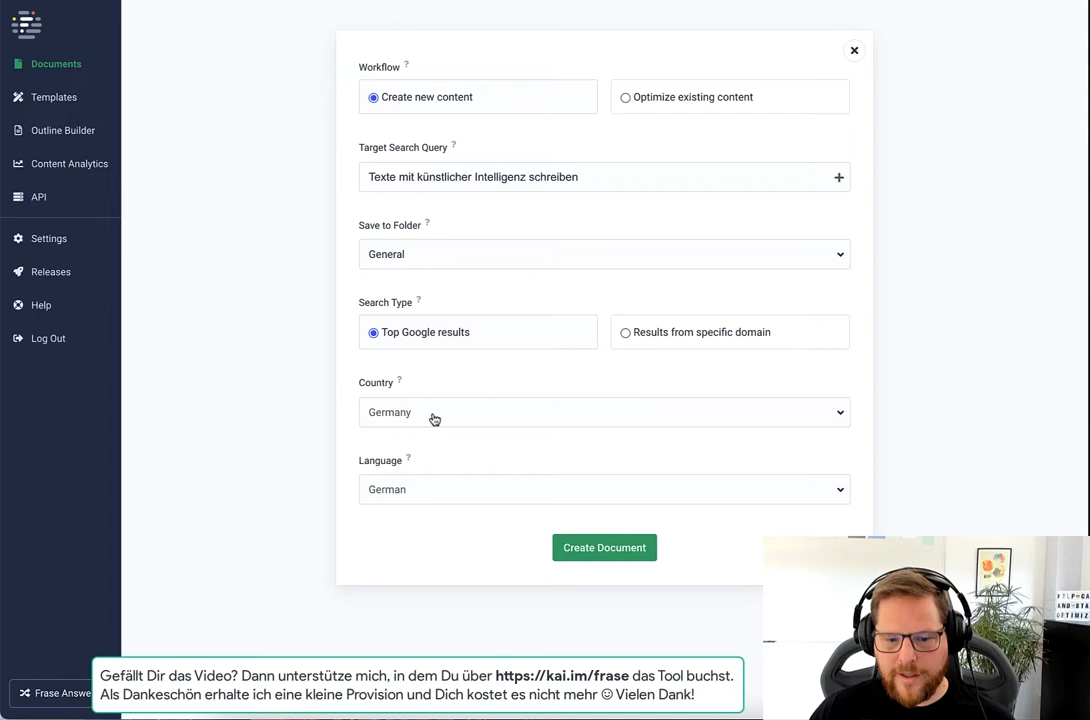 Documents
Templates
Outline Builder
Content Analytics
API
Settings
Releases
Help
Log Out
Workflow ?
Create new content
Optimize existing content
Target Search Query ?
Texte mit künstlicher Intelligenz schreiben
Save to Folder ?
General
Search Type ?
Top Google results
Results from specific domain
Country ?
Germany
Language ?
German
Create Document
Frase Answe
Gefällt Dir das Video? Dann unterstütze mich, in dem Du über https://kai.im/frase das Tool buchst.
Als Dankeschön erhalte ich eine kleine Provision und Dich kostet es nicht mehr ☺ Vielen Dank!